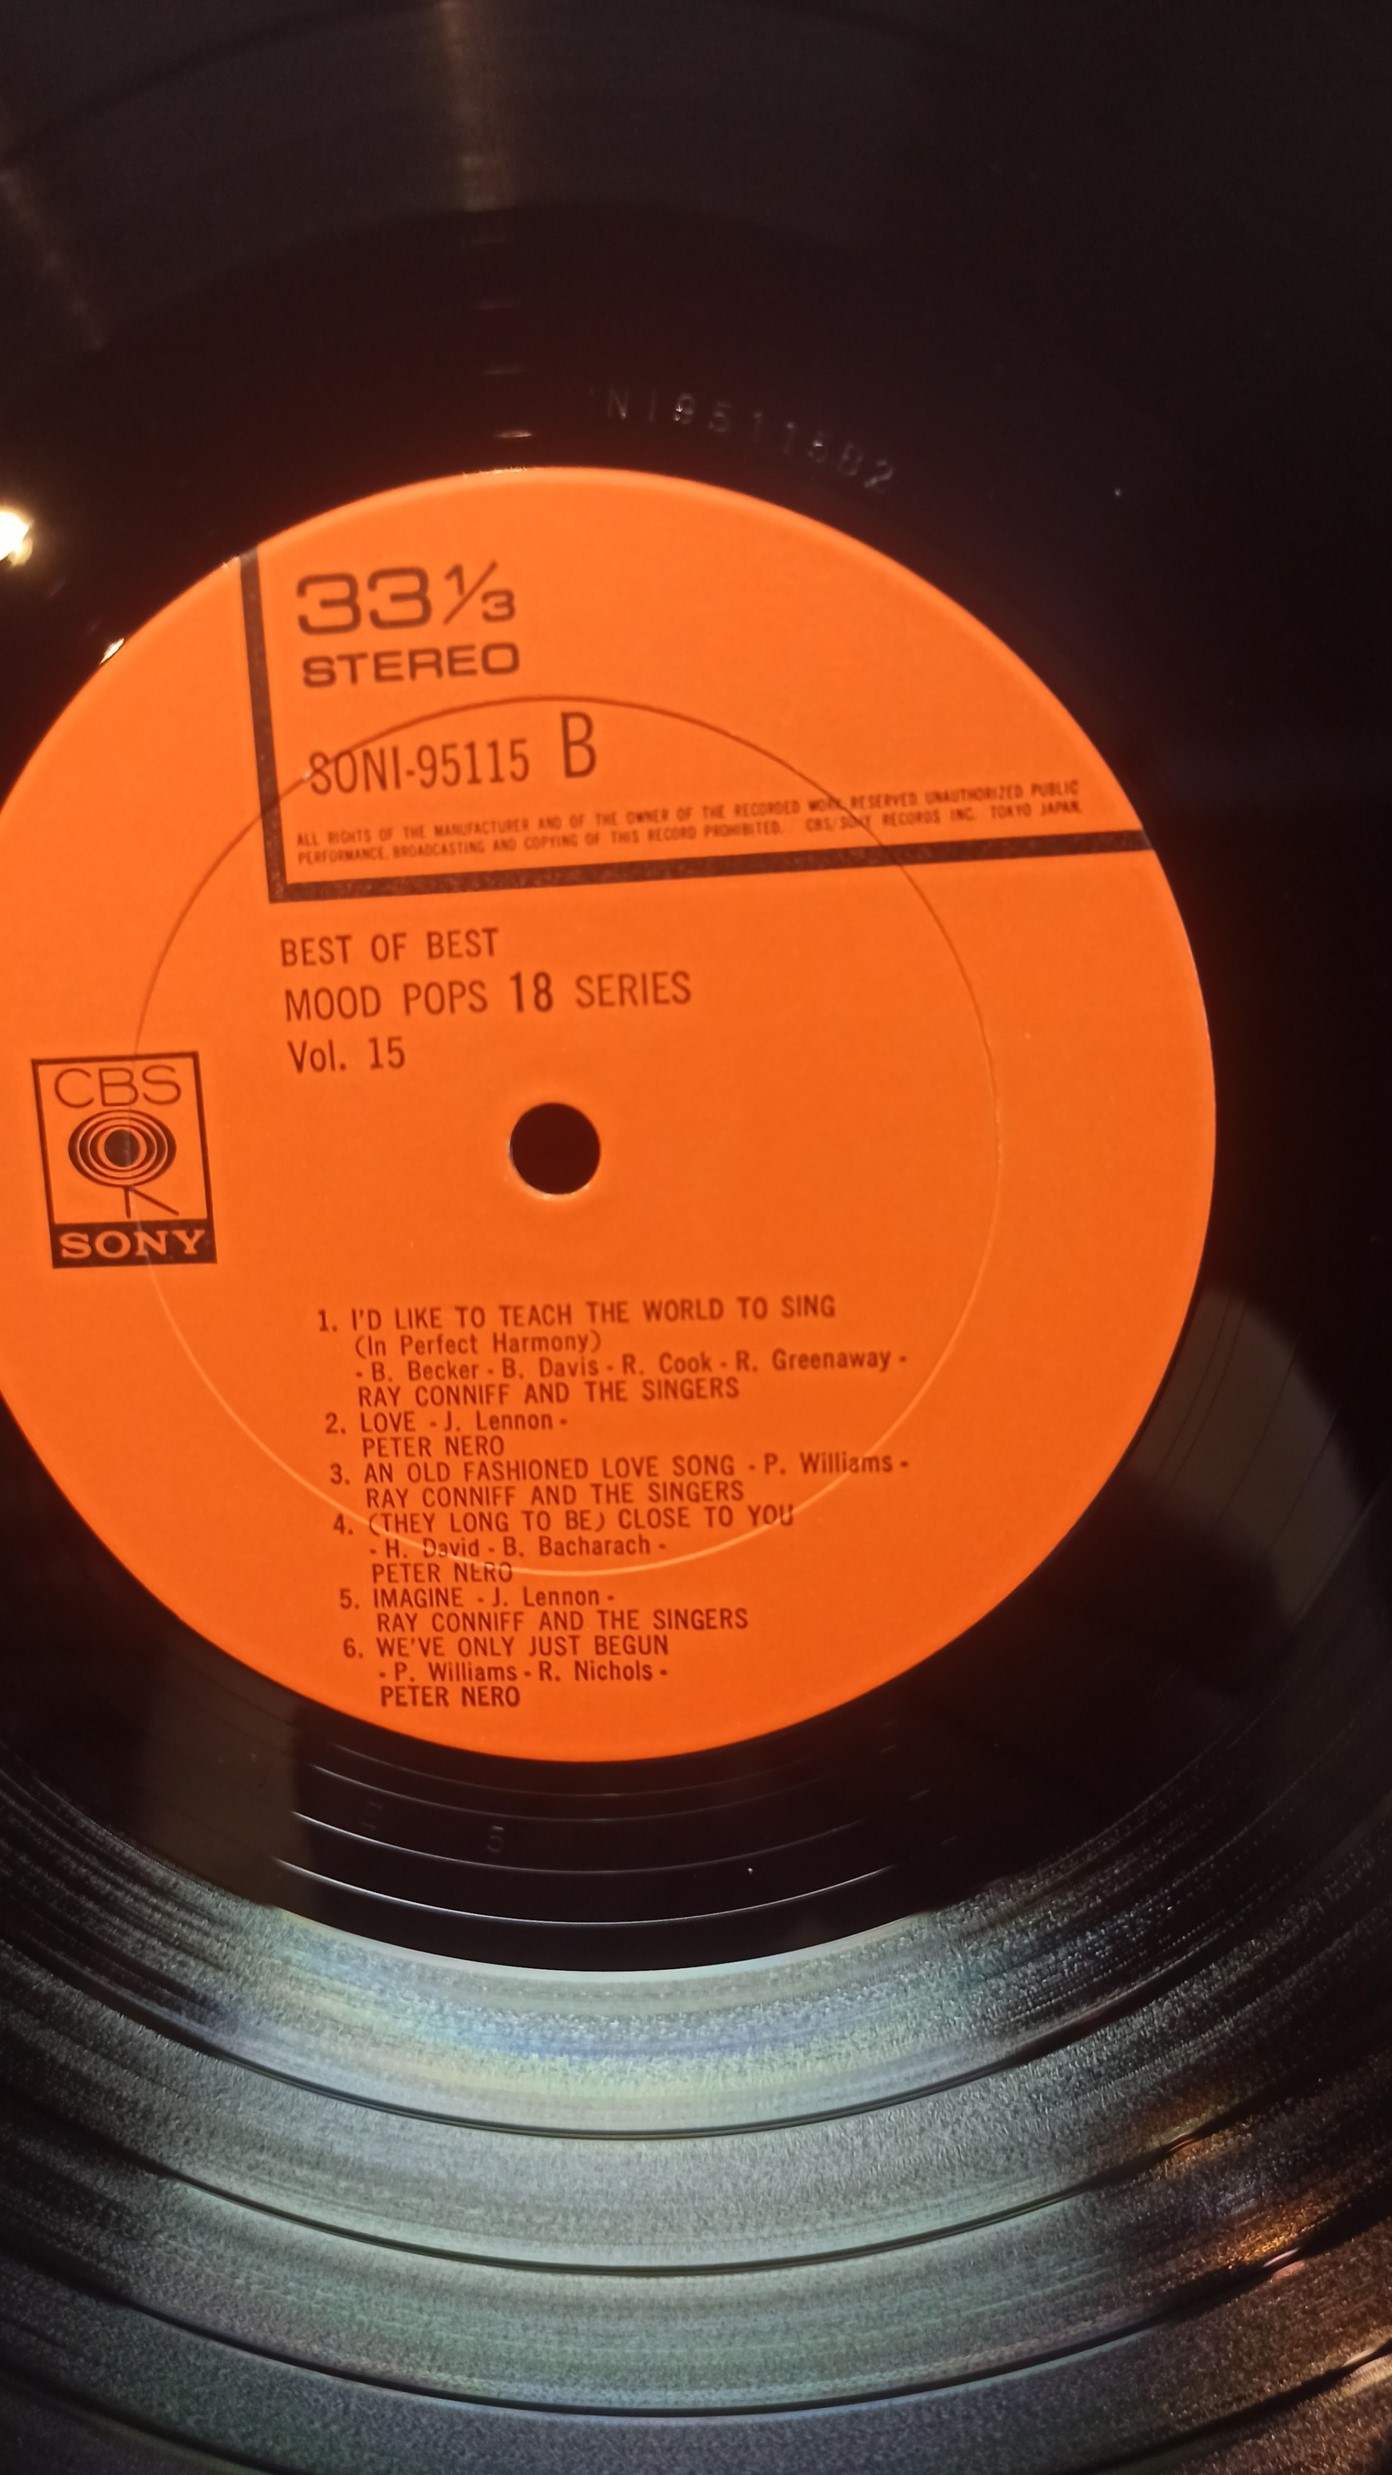 NI95115B2
33 1/3
STEREO
SONI-95115 B
ALL RIGHTS OF THE MANUFACTURER AND OF THE OWNER OF THE RECORDED WORK RESERVED. UNAUTHORIZED PUBLIC
PERFORMANCE, BROADCASTING AND COPYING OF THIS RECORD PROHIBITED. CBS/SONY RECORDS INC. TOKYO JAPAN.
BEST OF BEST
MOOD POPS 18 SERIES
Vol. 15
CBS
SONY
1. I'D LIKE TO TEACH THE WORLD TO SING
(In Perfect Harmony)
- B. Becker - B. Davis - R. Cook - R. Greenaway -
RAY CONNIFF AND THE SINGERS
2. LOVE - J. Lennon -
PETER NERO
3. AN OLD FASHIONED LOVE SONG - P. Williams -
RAY CONNIFF AND THE SINGERS
4. (THEY LONG TO BE) CLOSE TO YOU
- H. David - B. Bacharach -
PETER NERO
5. IMAGINE - J. Lennon -
RAY CONNIFF AND THE SINGERS
6. WE'VE ONLY JUST BEGUN
- P. Williams - R. Nichols -
PETER NERO
5